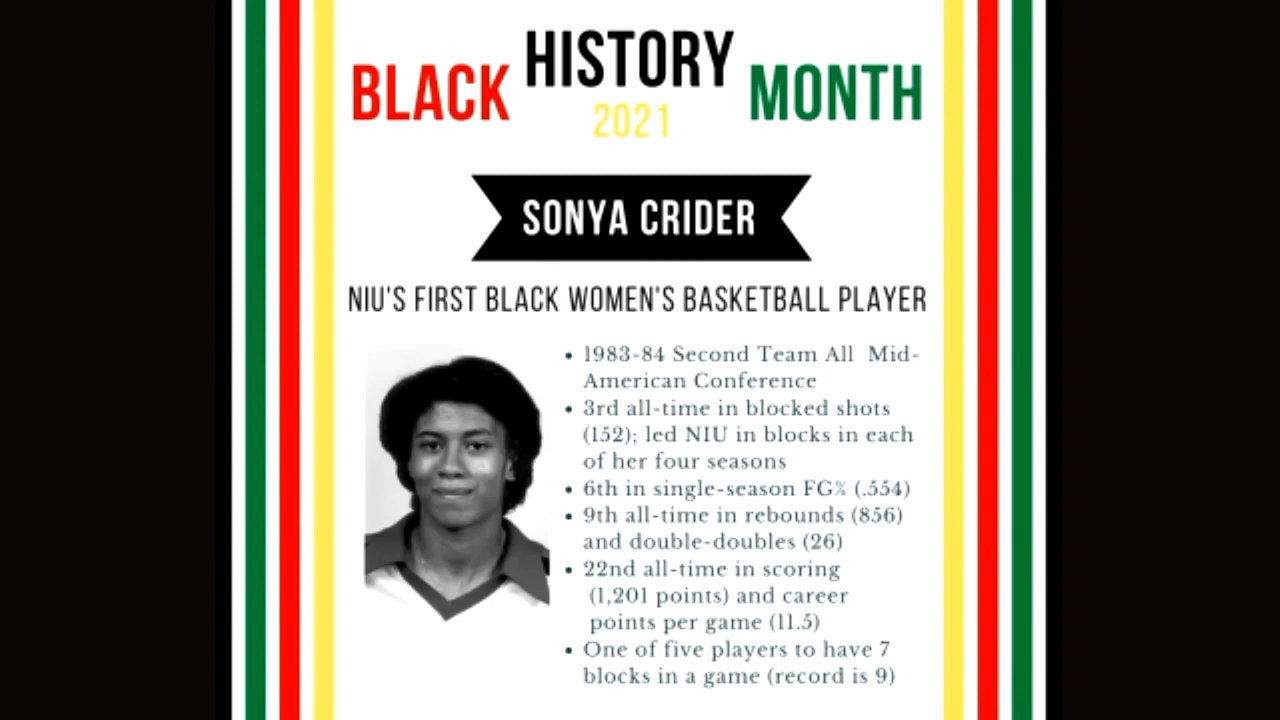 BLACK HISTORY MONTH
2021
SONYA CRIDER
NIU'S FIRST BLACK WOMEN'S BASKETBALL PLAYER
• 1983-84 Second Team All Mid-
American Conference
• 3rd all-time in blocked shots
(152); led NIU in blocks in each
of her four seasons
• 6th in single-season FG% (.554)
• 9th all-time in rebounds (856)
and double-doubles (26)
• 22nd all-time in scoring
(1,201 points) and career
points per game (11.5)
• One of five players to have 7
blocks in a game (record is 9)